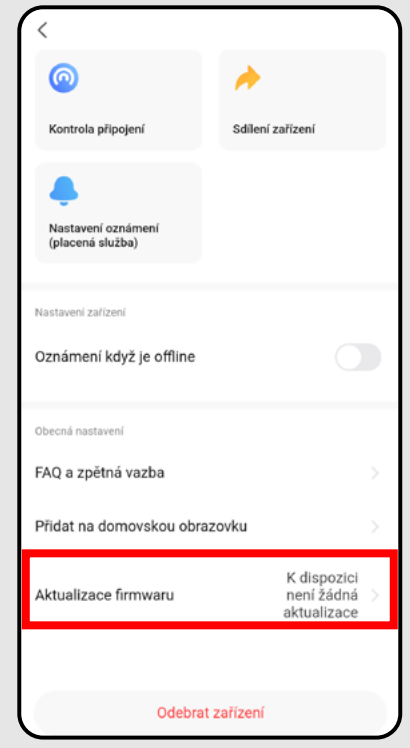 Kontrola připojení
Sdílení zařízení
Nastavení oznámení
(placená služba)
Nastavení zařízení
Oznámení když je offline
Obecná nastavení
FAQ a zpětná vazba
Přidat na domovskou obrazovku
Aktualizace firmwaru
K dispozici
není žádná
aktualizace
Odebrat zařízení